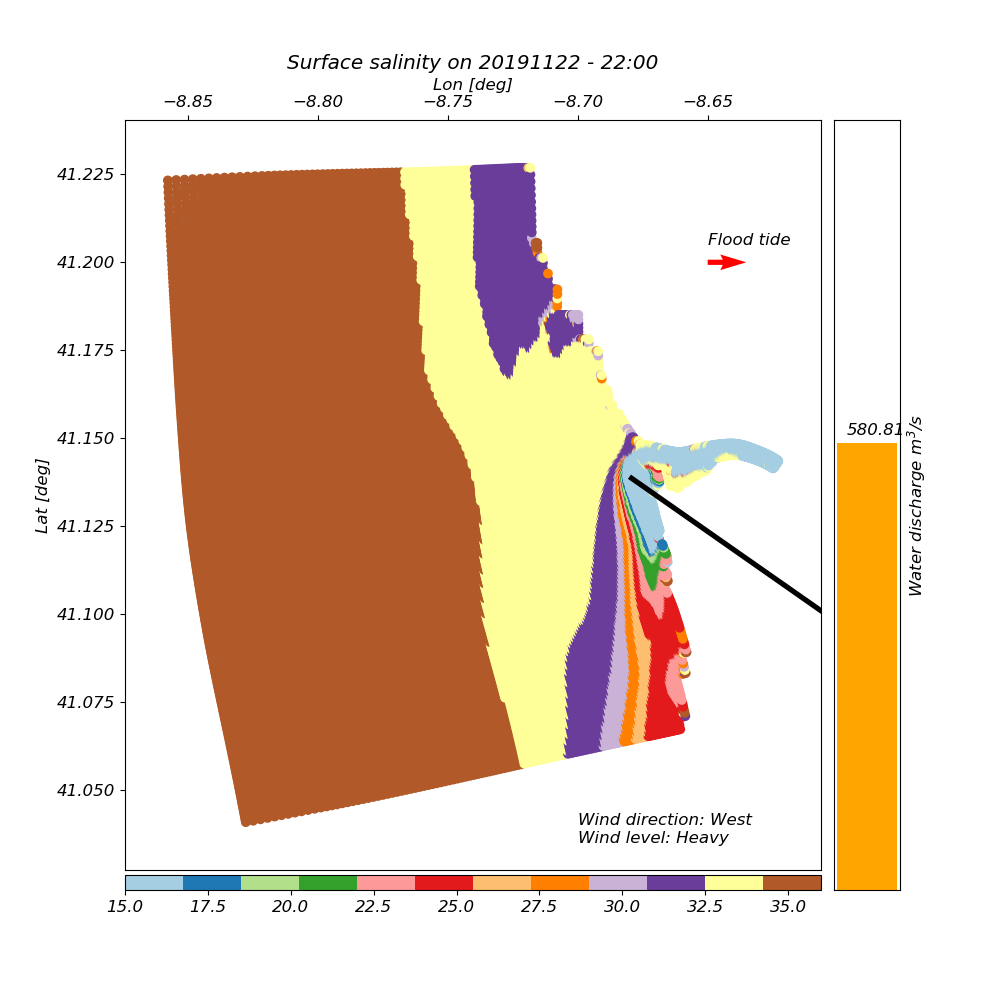 Surface salinity on 20191122 - 22:00
Lon [deg]
−8.85 −8.80 −8.75 −8.70 −8.65
41.225
41.200
41.175
41.150
41.125
41.100
41.075
41.050
Lat [deg]
Flood tide
Wind direction: West
Wind level: Heavy
580.81
Water discharge m³/s
15.0 17.5 20.0 22.5 25.0 27.5 30.0 32.5 35.0